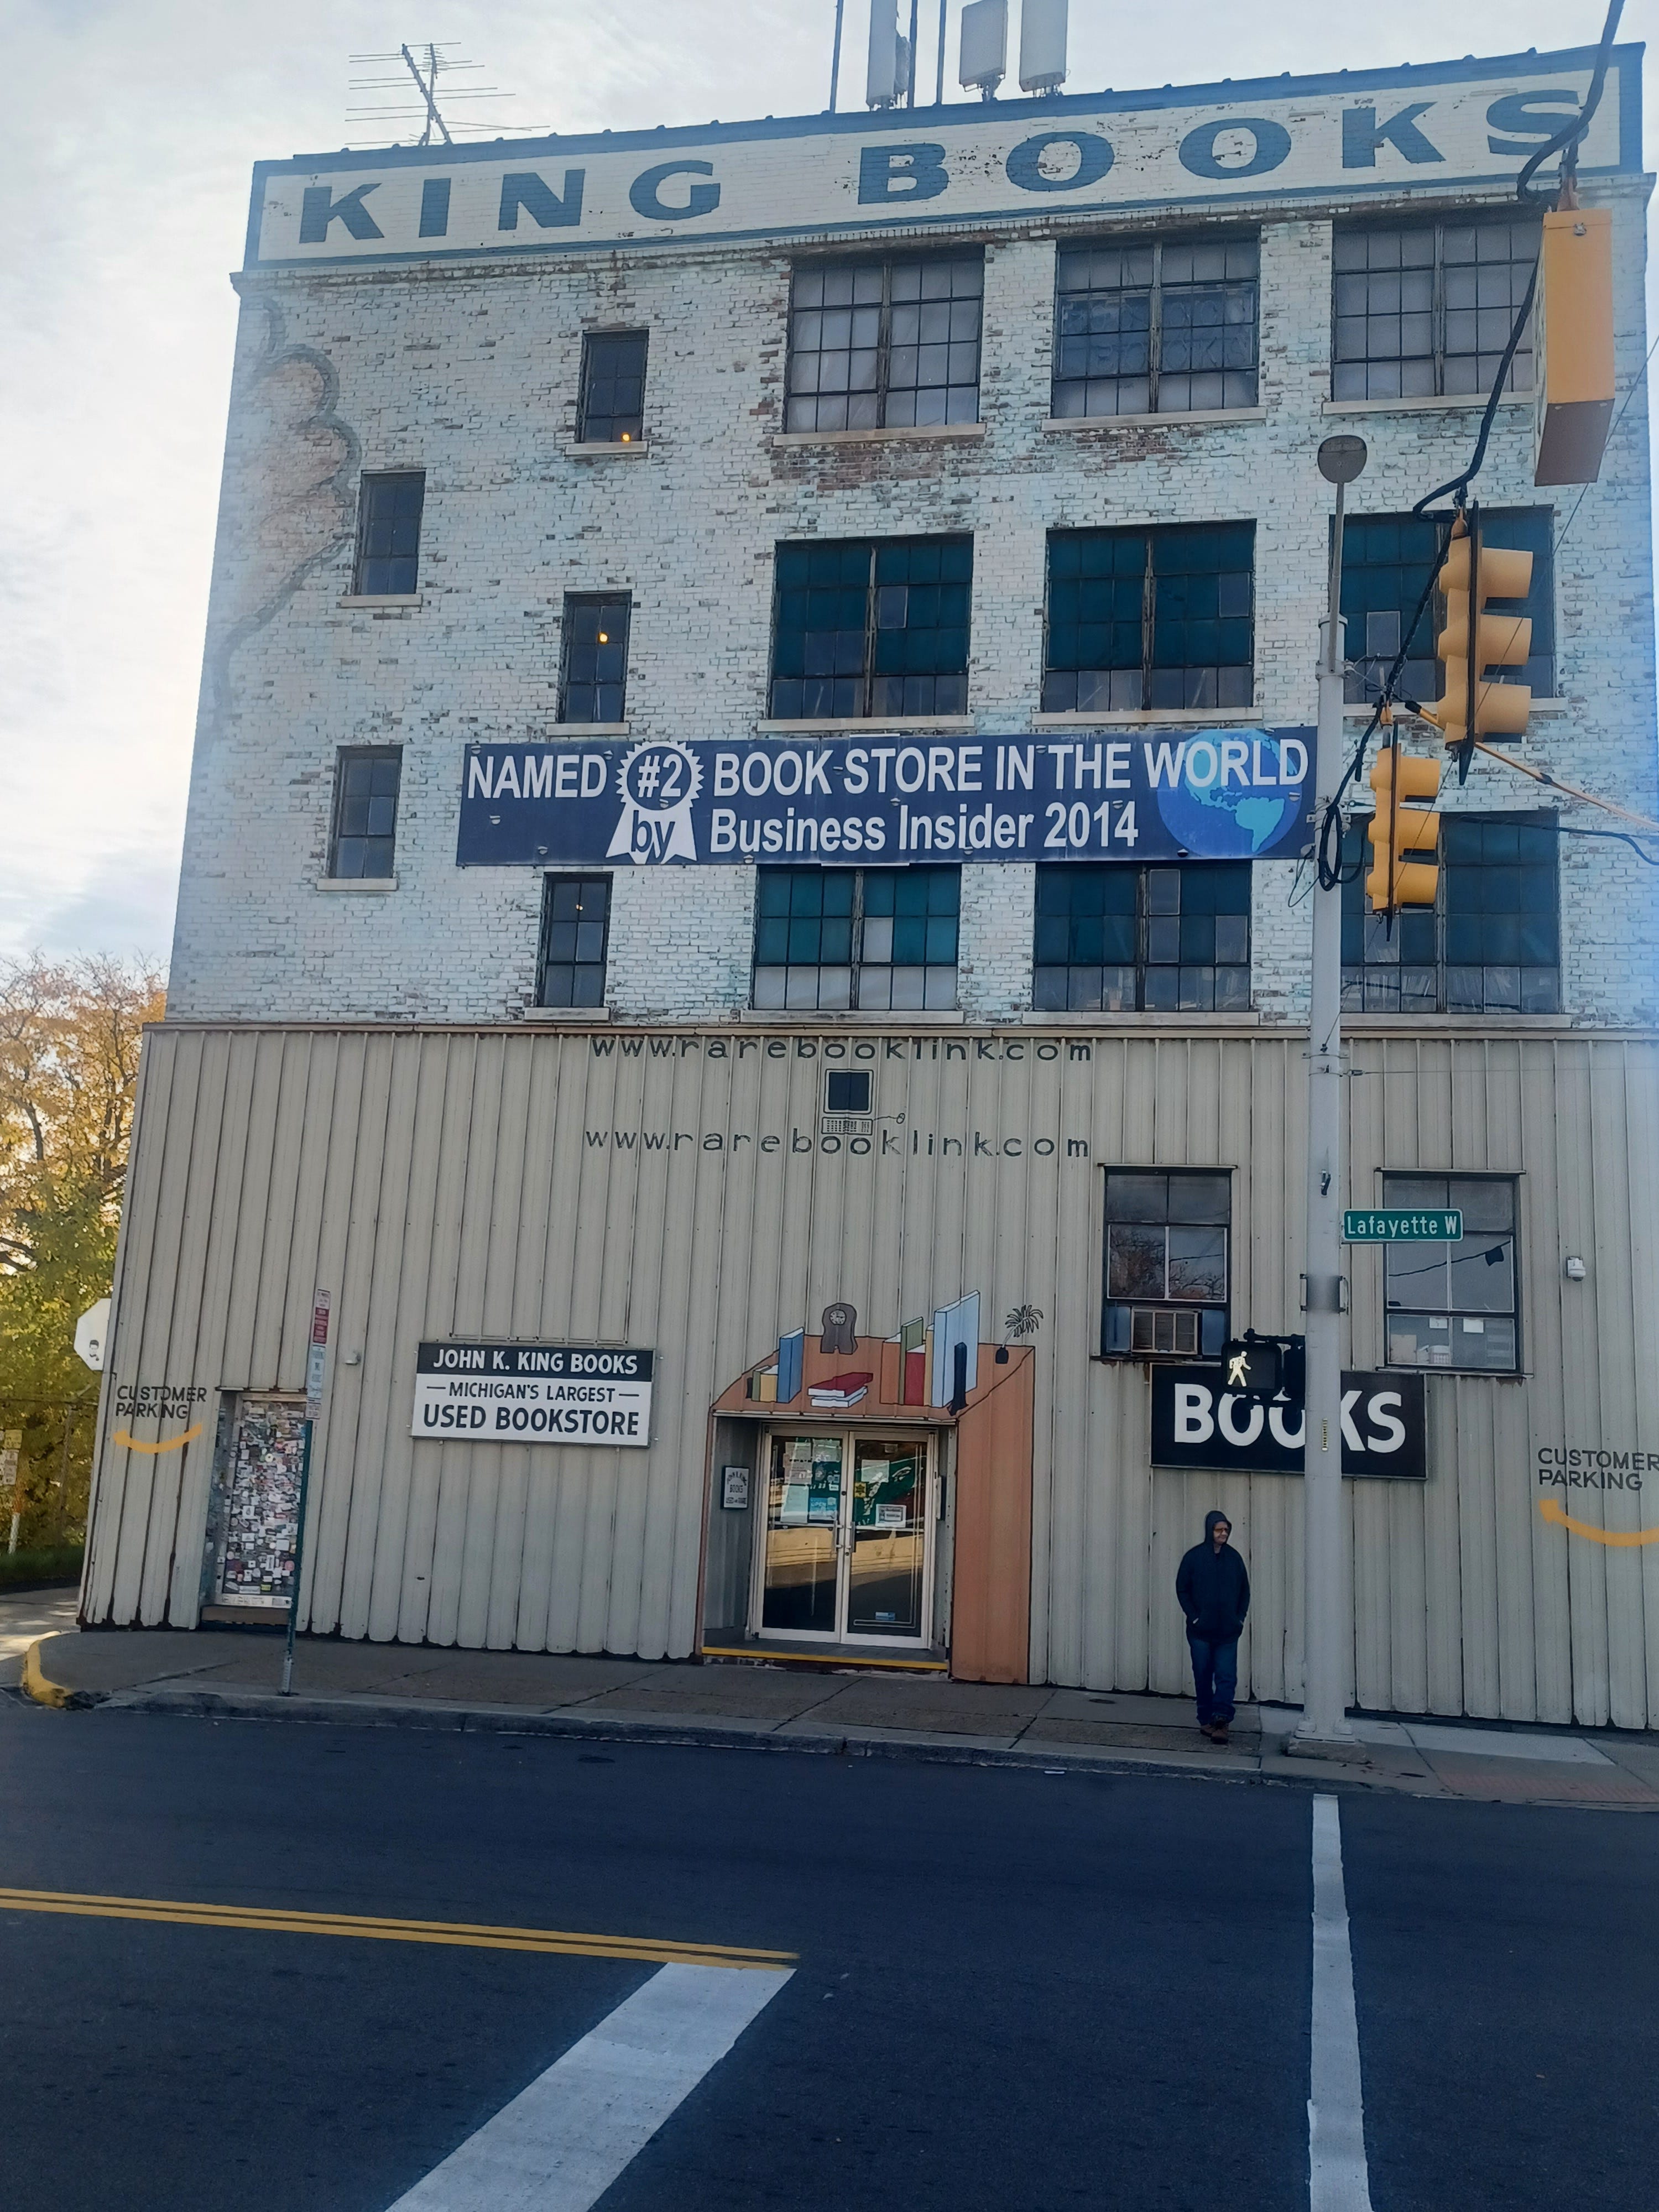 KING BOOKS
NAMED #2 BOOK STORE IN THE WORLD
by Business Insider 2014
www.rarebooklink.com
www.rarebooklink.com
Lafayette W
JOHN K. KING BOOKS
MICHIGAN'S LARGEST
USED BOOKSTORE
BOOKS
CUSTOMER
PARKING
CUSTOMER
PARKING